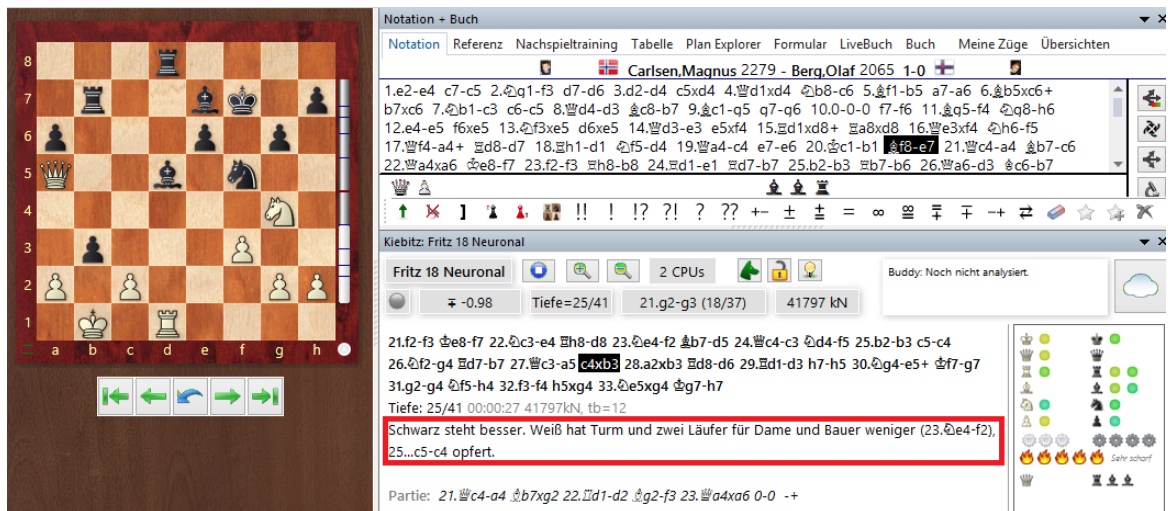 Notation + Buch
Notation Referenz Nachspieltraining Tabelle Plan Explorer Formular LiveBuch Buch Meine Züge Übersichten
Carlsen,Magnus 2279 - Berg,Olaf 2065 1-0
1.e2-e4 c7-c5 2.♘g1-f3 d7-d6 3.d2-d4 c5xd4 4.♕d1xd4 ♘b8-c6 5.♗f1-b5 a7-a6 6.♗b5xc6+
b7xc6 7.♘b1-c3 c6-c5 8.♕d4-d3 ♗c8-b7 9.♗c1-g5 g7-g6 10.0-0-0 f7-f6 11.♗g5-f4 ♘g8-h6
12.e4-e5 f6xe5 13.♘f3xe5 d6xe5 14.♕d3-e3 e5xf4 15.♖d1xd8+ ♖a8xd8 16.♕e3xf4 ♘h6-f5
17.♕f4-a4+ ♖d8-d7 18.♖h1-d1 ♘f5-d4 19.♕a4-c4 e7-e6 20.♔c1-b1 ♗f8-e7 21.♕c4-a4 ♗b7-c6
22.♕a4xa6 ♔e8-f7 23.f2-f3 ♖h8-b8 24.♖d1-e1 ♖d7-b7 25.b2-b3 ♖b7-b6 26.♕a6-d3 ♗c6-b7
↑ ] !! ! !? ?! ? ?? +− ± ⩲ = ∞ ⩱ ∓ −+ ⇄
Kiebitz: Fritz 18 Neuronal
Fritz 18 Neuronal 2 CPUs
Buddy: Noch nicht analysiert.
∓ -0.98 Tiefe=25/41 21.g2-g3 (18/37) 41797 kN
21.f2-f3 ♔e8-f7 22.♘c3-e4 ♖h8-d8 23.♘e4-f2 ♗b7-d5 24.♕c4-c3 ♘d4-f5 25.b2-b3 c5-c4
26.♘f2-g4 ♖d7-b7 27.♕c3-a5 c4xb3 28.a2xb3 ♖d8-d6 29.♖d1-d3 h7-h5 30.♘g4-e5+ ♔f7-g7
31.g2-g4 ♘f5-h4 32.f3-f4 h5xg4 33.♘e5xg4 ♔g7-h7
Tiefe: 25/41 00:00:27 41797kN, tb=12
Schwarz steht besser. Weiß hat Turm und zwei Läufer für Dame und Bauer weniger (23.♘e4-f2),
25...c5-c4 opfert.
Sehr scharf
Partie: 21.♕c4-a4 ♗b7xg2 22.♖d1-d2 ♗g2-f3 23.♕a4xa6 0-0 -+
8
7
6
5
4
3
2
1
a b c d e f g h